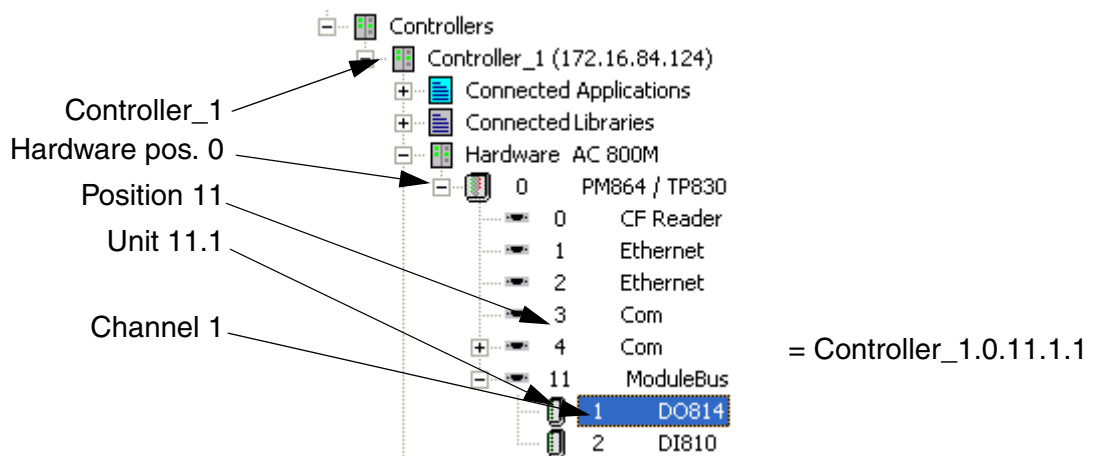 Controllers
Controller_1 (172.16.84.124)
Connected Applications
Controller_1
Connected Libraries
Hardware pos. 0
Hardware AC 800M
Position 11
0 PM864 / TP830
0 CF Reader
Unit 11.1
1 Ethernet
2 Ethernet
3 Com
Channel 1
4 Com
= Controller_1.0.11.1.1
11 ModuleBus
1 DO814
2 DI810